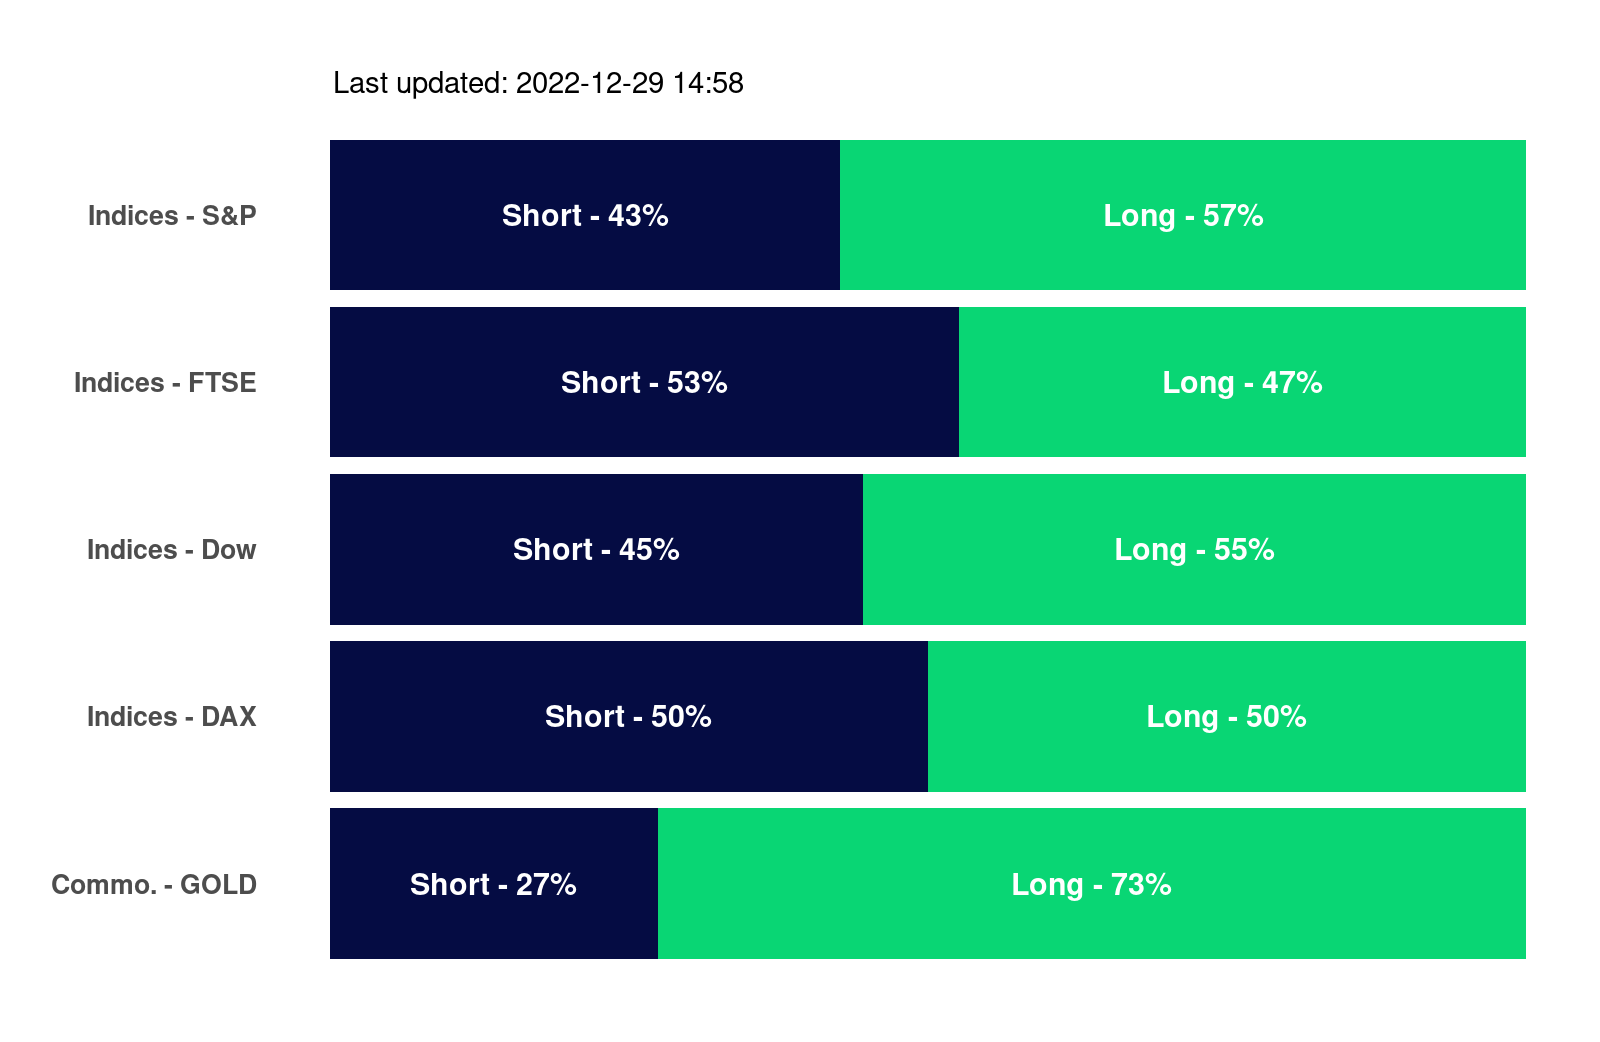 Last updated: 2022-12-29 14:58
Indices - S&P Short - 43% Long - 57%
Indices - FTSE Short - 53% Long - 47%
Indices - Dow Short - 45% Long - 55%
Indices - DAX Short - 50% Long - 50%
Commo. - GOLD Short - 27% Long - 73%